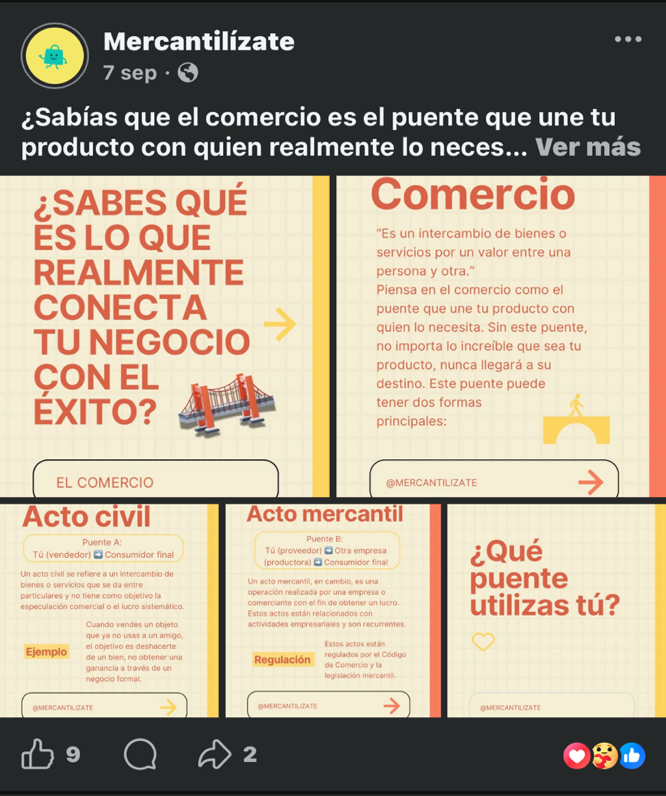 Mercantilízate
7 sep ·
¿Sabías que el comercio es el puente que une tu
producto con quien realmente lo neces... Ver más
¿SABES QUÉ
ES LO QUE
REALMENTE
CONECTA
TU NEGOCIO
CON EL
ÉXITO?
EL COMERCIO
Comercio
"Es un intercambio de bienes o
servicios por un valor entre una
persona y otra."
Piensa en el comercio como el
puente que une tu producto con
quien lo necesita. Sin este puente,
no importa lo increíble que sea tu
producto, nunca llegará a su
destino. Este puente puede
tener dos formas
principales:
@MERCANTILIZATE
Acto civil
Puente A:
Tú (vendedor) ➡️ Consumidor final
Un acto civil se refiere a un intercambio de
bienes o servicios que se da entre
particulares y no tiene como objetivo la
especulación comercial o el lucro sistemático.
Ejemplo
Cuando vendes un objeto
que ya no usas a un amigo,
el objetivo es deshacerte
de un bien, no obtener una
ganancia a través de un
negocio formal.
@MERCANTILIZATE
Acto mercantil
Puente B:
Tú (proveedor) ➡️ Otra empresa
(productora) ➡️ Consumidor final
Un acto mercantil, en cambio, es una
operación realizada por una empresa o
comerciante con el fin de obtener un lucro.
Estos actos están relacionados con
actividades empresariales y son recurrentes.
Regulación
Estos actos están
regulados por el Código
de Comercio y la
legislación mercantil.
@MERCANTILIZATE
¿Qué
puente
utilizas tú?
@MERCANTILIZATE
9
2